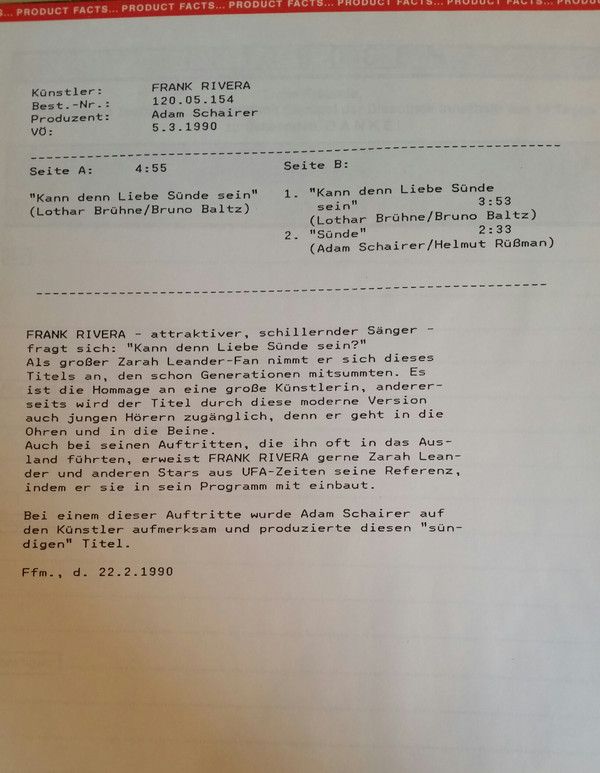 S... PRODUCT FACTS... PRODUCT FACTS... PRODUCT FACTS... PRODUCT FACTS... PRODUCT FACTS... PRODU
Künstler: FRANK RIVERA
Best.-Nr.: 120.05.154
Produzent: Adam Schairer
VÖ: 5.3.1990
Seite A: 4:55
"Kann denn Liebe Sünde sein"
(Lothar Brühne/Bruno Baltz)
Seite B:
1. "Kann denn Liebe Sünde
sein" 3:53
(Lothar Brühne/Bruno Baltz)
2. "Sünde" 2:33
(Adam Schairer/Helmut Rüßman)
FRANK RIVERA - attraktiver, schillernder Sänger -
fragt sich: "Kann denn Liebe Sünde sein?"
Als großer Zarah Leander-Fan nimmt er sich dieses
Titels an, den schon Generationen mitsummten. Es
ist die Hommage an eine große Künstlerin, anderer-
seits wird der Titel durch diese moderne Version
auch jungen Hörern zugänglich, denn er geht in die
Ohren und in die Beine.
Auch bei seinen Auftritten, die ihn oft in das Aus-
land führten, erweist FRANK RIVERA gerne Zarah Lean-
der und anderen Stars aus UFA-Zeiten seine Referenz,
indem er sie in sein Programm mit einbaut.
Bei einem dieser Auftritte wurde Adam Schairer auf
den Künstler aufmerksam und produzierte diesen "sün-
digen" Titel.
Ffm., d. 22.2.1990